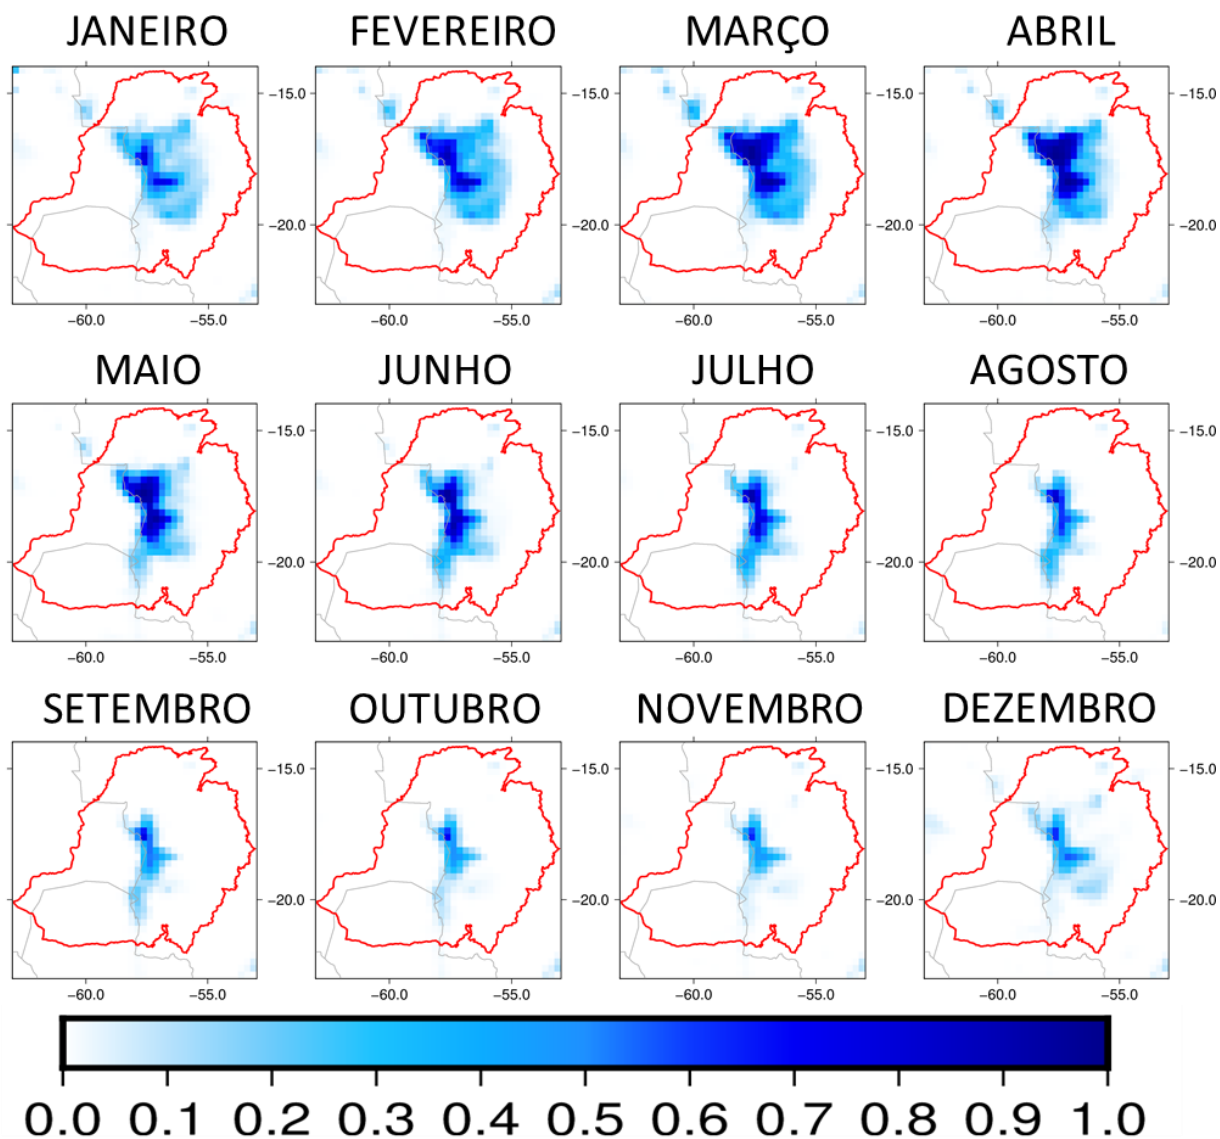 JANEIRO FEVEREIRO MARÇO ABRIL
−15.0 −15.0 −15.0 −15.0
−20.0 −20.0 −20.0 −20.0
−60.0 −55.0 −60.0 −55.0 −60.0 −55.0 −60.0 −55.0
MAIO JUNHO JULHO AGOSTO
−15.0 −15.0 −15.0 −15.0
−20.0 −20.0 −20.0 −20.0
−60.0 −55.0 −60.0 −55.0 −60.0 −55.0 −60.0 −55.0
SETEMBRO OUTUBRO NOVEMBRO DEZEMBRO
−15.0 −15.0 −15.0 −15.0
−20.0 −20.0 −20.0 −20.0
−60.0 −55.0 −60.0 −55.0 −60.0 −55.0 −60.0 −55.0
0.0 0.1 0.2 0.3 0.4 0.5 0.6 0.7 0.8 0.9 1.0